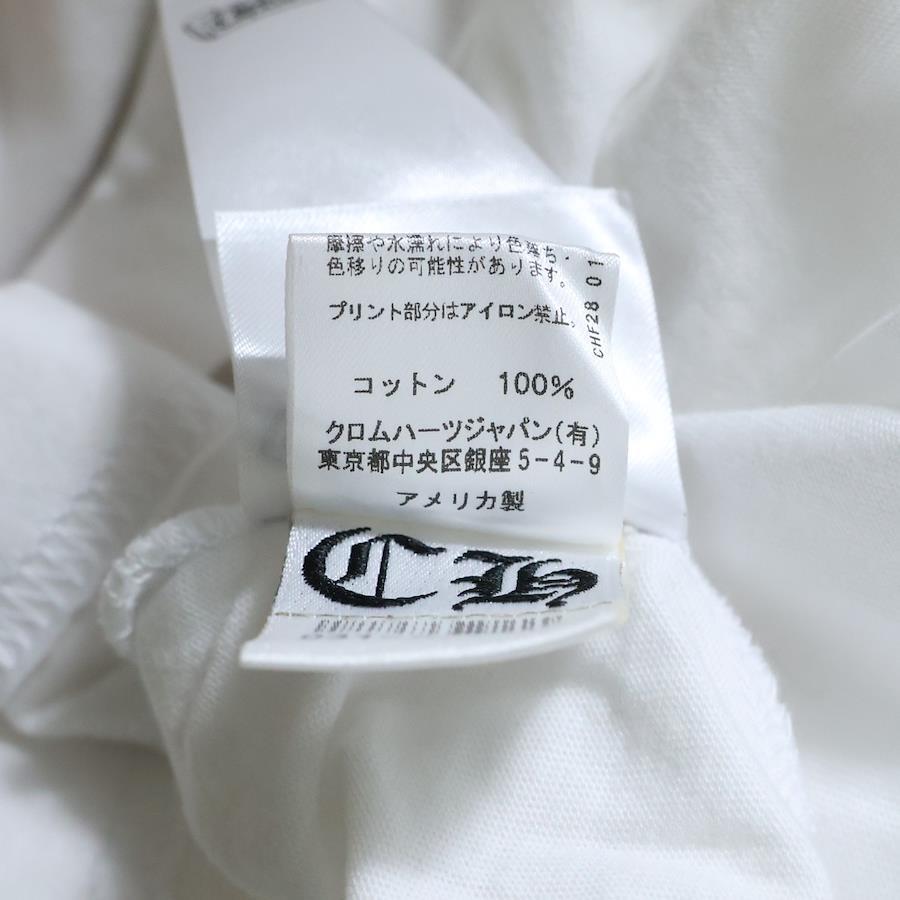 摩擦や水濡れにより色落ち・
色移りの可能性があります。
プリント部分はアイロン禁止。
CHF28 01
コットン 100%
クロムハーツジャパン(有)
東京都中央区銀座5-4-9
アメリカ製